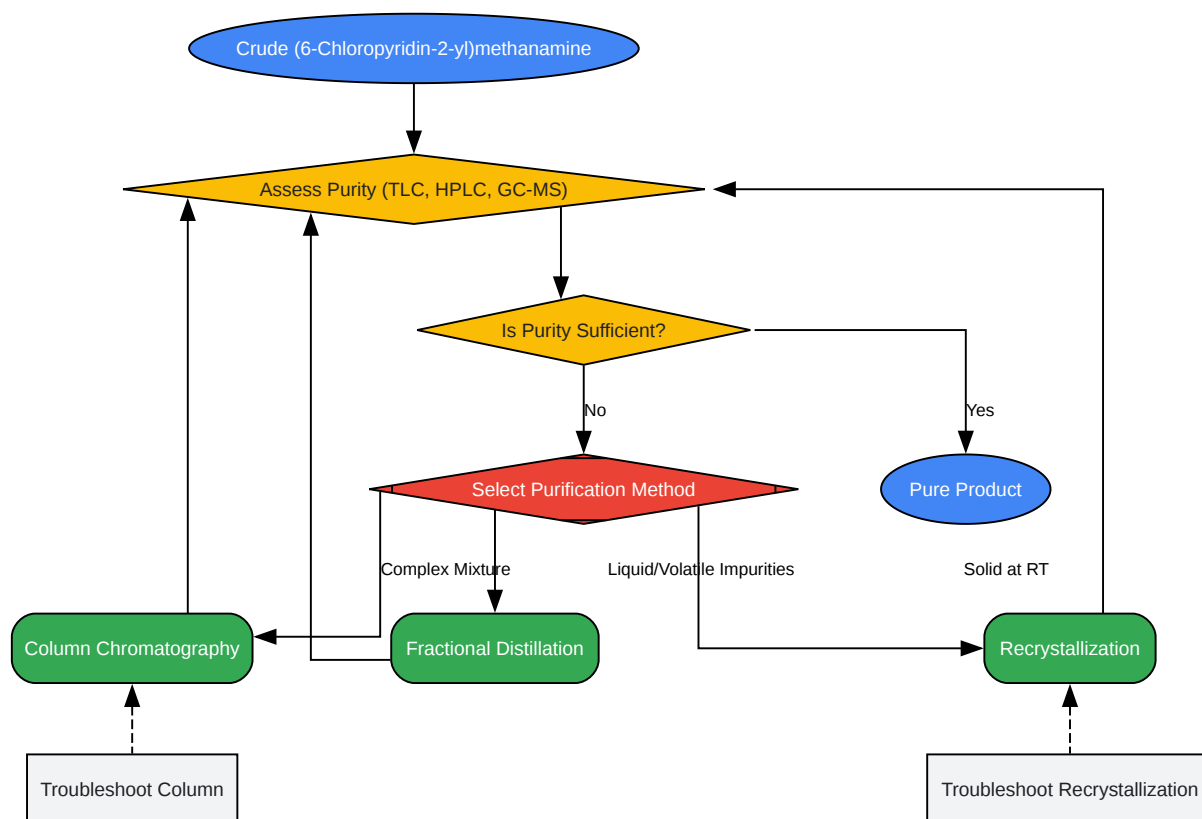 Crude (6-Chloropyridin-2-yl)methanamine
Assess Purity (TLC, HPLC, GC-MS)
Is Purity Sufficient?
No
Yes
Select Purification Method
Pure Product
Complex Mixture
Liquid/Volatile Impurities
Solid at RT
Column Chromatography
Fractional Distillation
Recrystallization
Troubleshoot Column
Troubleshoot Recrystallization